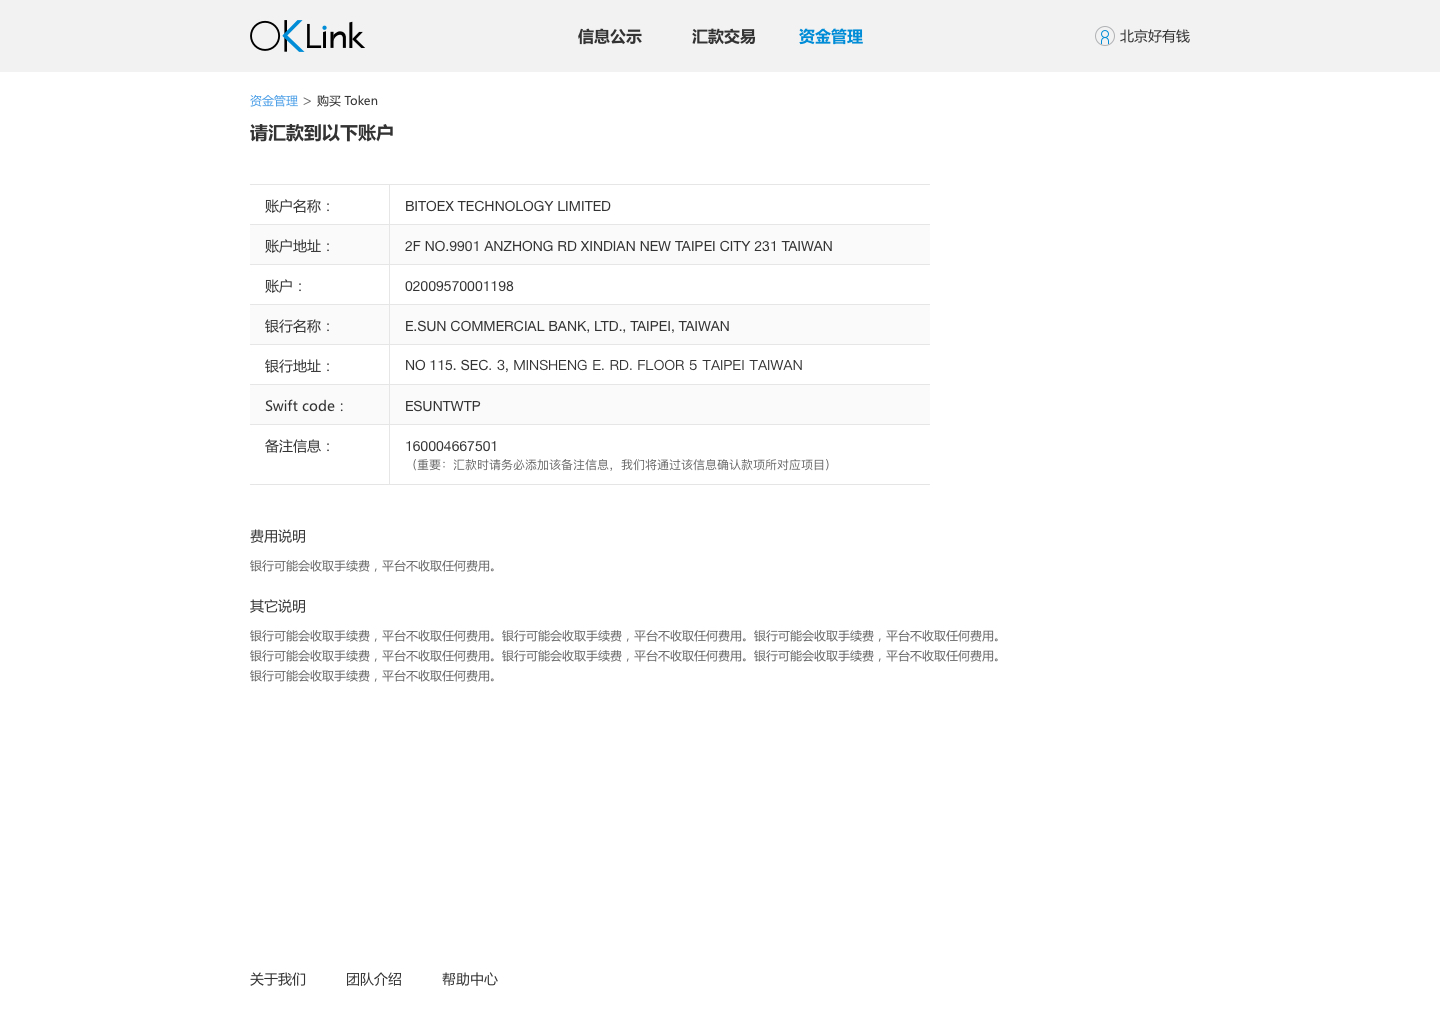 OKLink
信息公示 汇款交易 资金管理 北京好有钱
资金管理 > 购买 Token
请汇款到以下账户
账户名称： BITOEX TECHNOLOGY LIMITED
账户地址： 2F NO.9901 ANZHONG RD XINDIAN NEW TAIPEI CITY 231 TAIWAN
账户： 02009570001198
银行名称： E.SUN COMMERCIAL BANK, LTD., TAIPEI, TAIWAN
银行地址： NO 115. SEC. 3, MINSHENG E. RD. FLOOR 5 TAIPEI TAIWAN
Swift code： ESUNTWTP
备注信息： 160004667501
（重要：汇款时请务必添加该备注信息，我们将通过该信息确认款项所对应项目）
费用说明
银行可能会收取手续费，平台不收取任何费用。
其它说明
银行可能会收取手续费，平台不收取任何费用。银行可能会收取手续费，平台不收取任何费用。银行可能会收取手续费，平台不收取任何费用。
银行可能会收取手续费，平台不收取任何费用。银行可能会收取手续费，平台不收取任何费用。银行可能会收取手续费，平台不收取任何费用。
银行可能会收取手续费，平台不收取任何费用。
关于我们 团队介绍 帮助中心